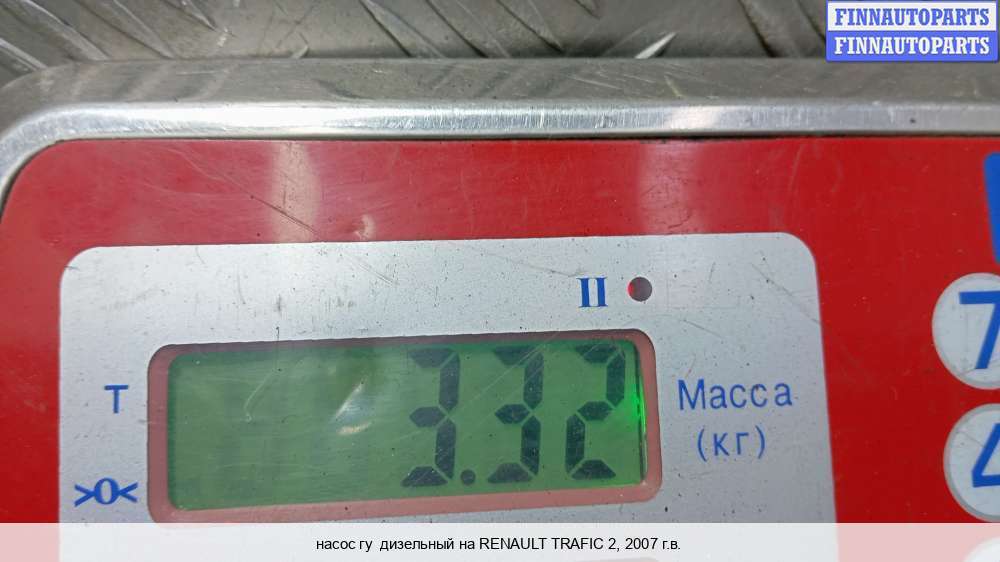 FINNAUTOPARTS
FINNAUTOPARTS
II
7
3.32
T
Масса
(кг)
4
>0<
насос гу дизельный на RENAULT TRAFIC 2, 2007 г.в.